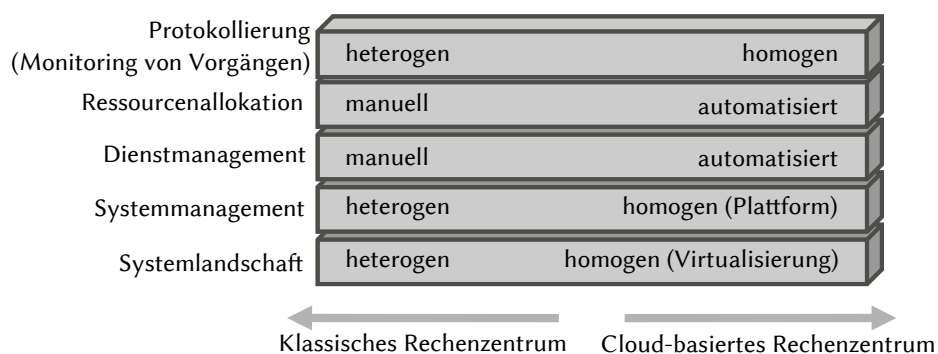 Protokollierung
(Monitoring von Vorgängen) heterogen homogen
Ressourcenallokation manuell automatisiert
Dienstmanagement manuell automatisiert
Systemmanagement heterogen homogen (Plattform)
Systemlandschaft heterogen homogen (Virtualisierung)
Klassisches Rechenzentrum Cloud-basiertes Rechenzentrum